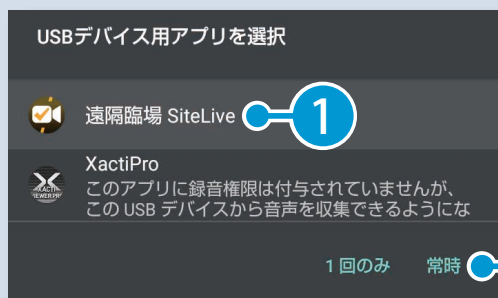 USBデバイス用アプリを選択
遠隔臨場 SiteLive
1
XactiPro
このアプリに録音権限は付与されていませんが、
この USB デバイスから音声を収集できるようにな
1回のみ 常時